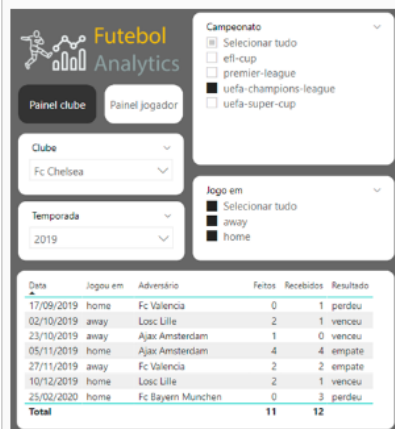 Futebol
Analytics
Painel clube
Painel jogador
Clube
Fc Chelsea
Temporada
2019
Campeonato
Selecionar tudo
efl-cup
premier-league
uefa-champions-league
uefa-super-cup
Jogo em
Selecionar tudo
away
home
Data Jogou em Adversário Feitos Recebidos Resultado
17/09/2019 home Fc Valencia 0 1 perdeu
02/10/2019 away Losc Lille 2 1 venceu
23/10/2019 away Ajax Amsterdam 1 0 venceu
05/11/2019 home Ajax Amsterdam 4 4 empate
27/11/2019 away Fc Valencia 2 2 empate
10/12/2019 home Losc Lille 2 1 venceu
25/02/2020 home Fc Bayern Munchen 0 3 perdeu
Total 11 12